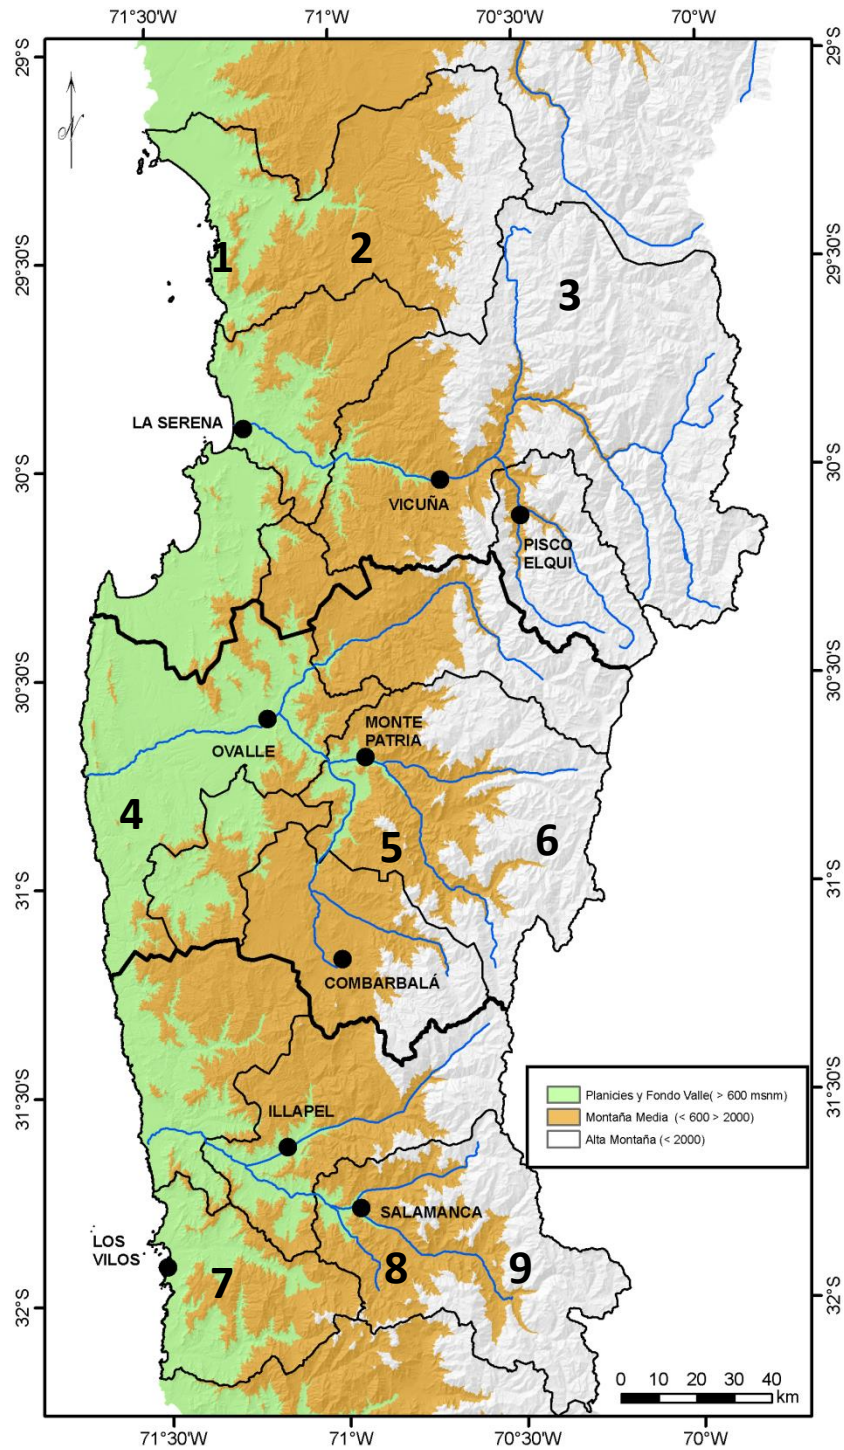 71°30'W 71°W 70°30'W 70°W
29°S 29°S
N
1 2 3
29°30'S 29°30'S
LA SERENA
30°S 30°S
VICUÑA
PISCO
ELQUI
30°30'S 30°30'S
OVALLE
MONTE
PATRIA
4 5 6
31°S 31°S
COMBARBALÁ
31°30'S 31°30'S
Planicies y Fondo Valle( > 600 msnm)
Montaña Media (< 600 > 2000)
Alta Montaña (< 2000)
ILLAPEL
SALAMANCA
LOS
VILOS
7 8 9
32°S 32°S
0 10 20 30 40
km
71°30'W 71°W 70°30'W 70°W